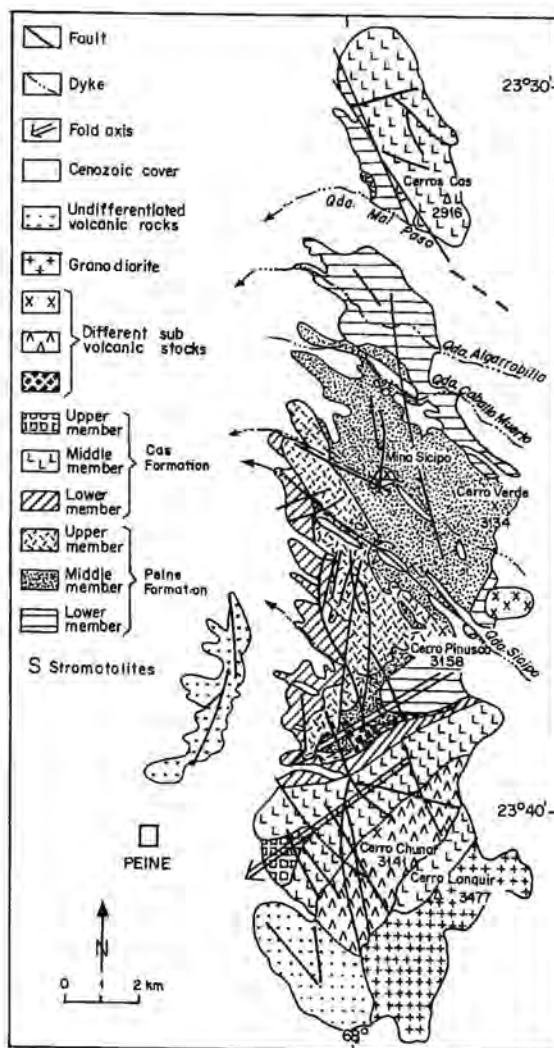 Fault
Dyke
Fold axis
Cenozoic cover
Undifferentiated
volcanic rocks
Granodiorite
Different sub
volcanic stocks
Upper
member
Middle
member
Lower
member
Cas
Formation
Upper
member
Middle
member
Lower
member
Peine
Formation
S Stromatolites
23°30'
Cerros Cas
2916
Qda. Mal Paso
Qda. Algarrobilla
Qda. Caballo Muerto
Mina Sicipo
Cerro Verde
3134
Cerro Pinusco
3158
Qda. Sicipo
23°40'
PEINE
Cerro Chunar
3141
Cerro Lonquir
3477
N
0 2 km
68°